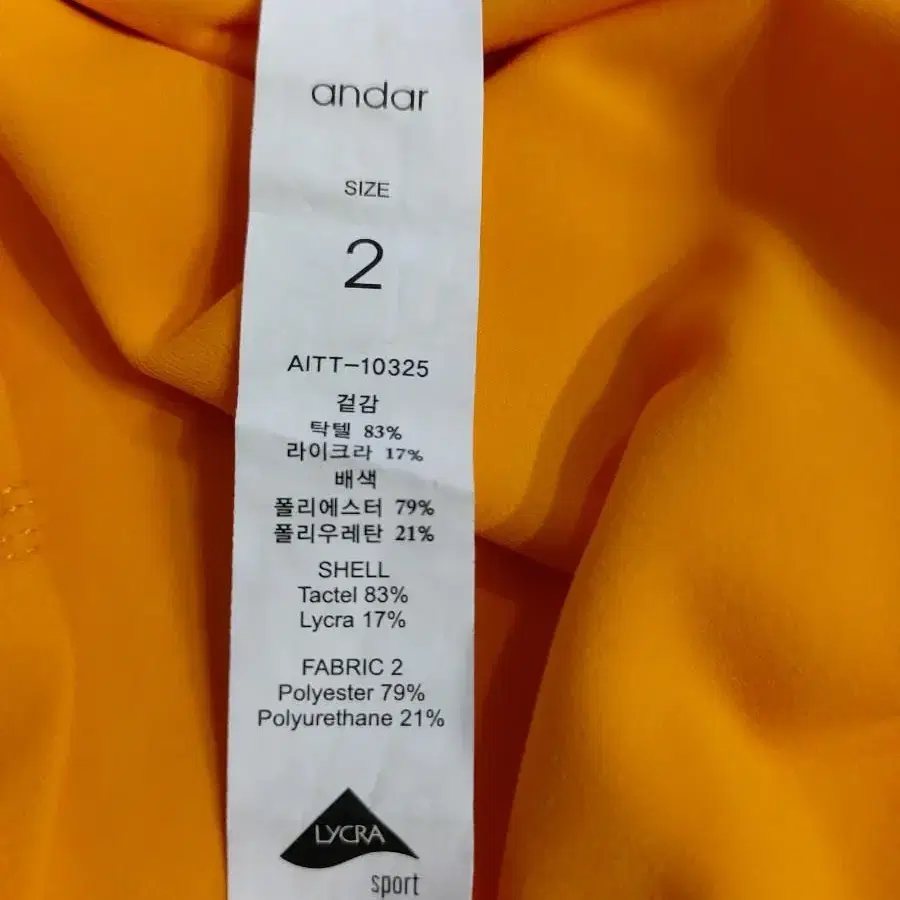 andar
SIZE
2
AITT-10325
겉감
탁텔 83%
라이크라 17%
배색
폴리에스터 79%
폴리우레탄 21%
SHELL
Tactel 83%
Lycra 17%
FABRIC 2
Polyester 79%
Polyurethane 21%
LYCRA
sport